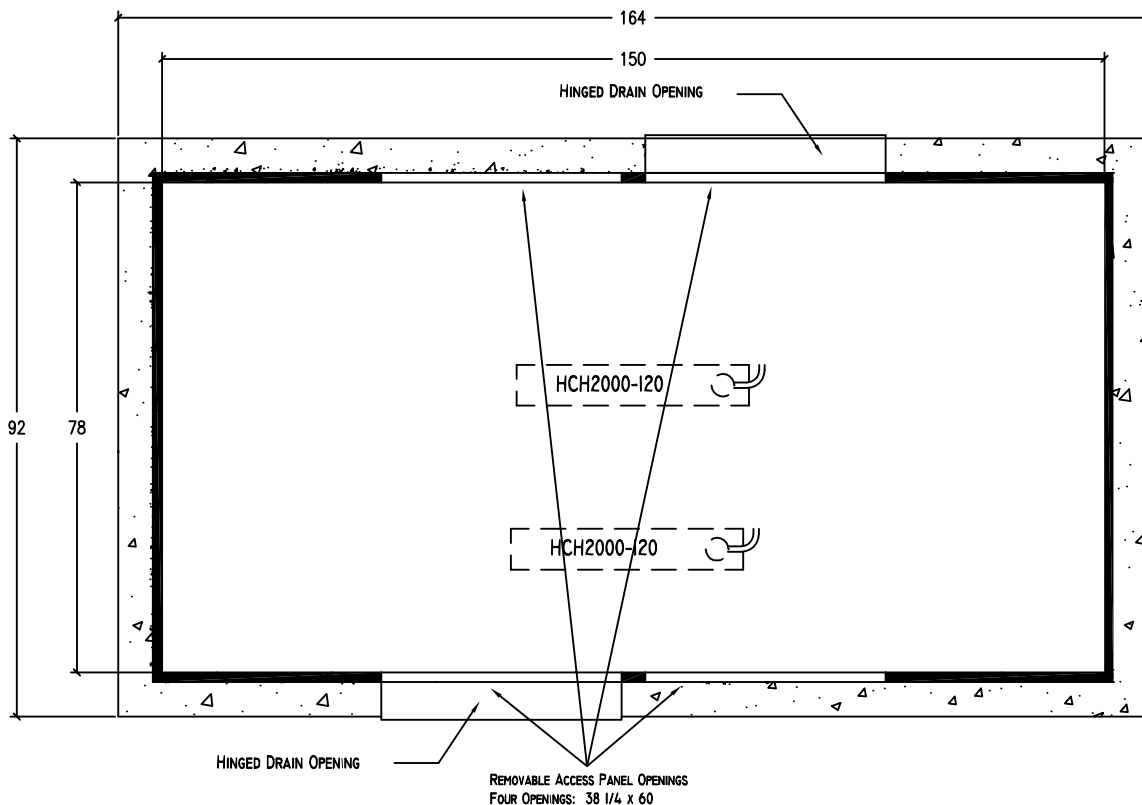 164
150
HINGED DRAIN OPENING
92
78
HCH2000-120
HCH2000-120
HINGED DRAIN OPENING
REMOVABLE ACCESS PANEL OPENINGS
FOUR OPENINGS: 38 1/4 X 60